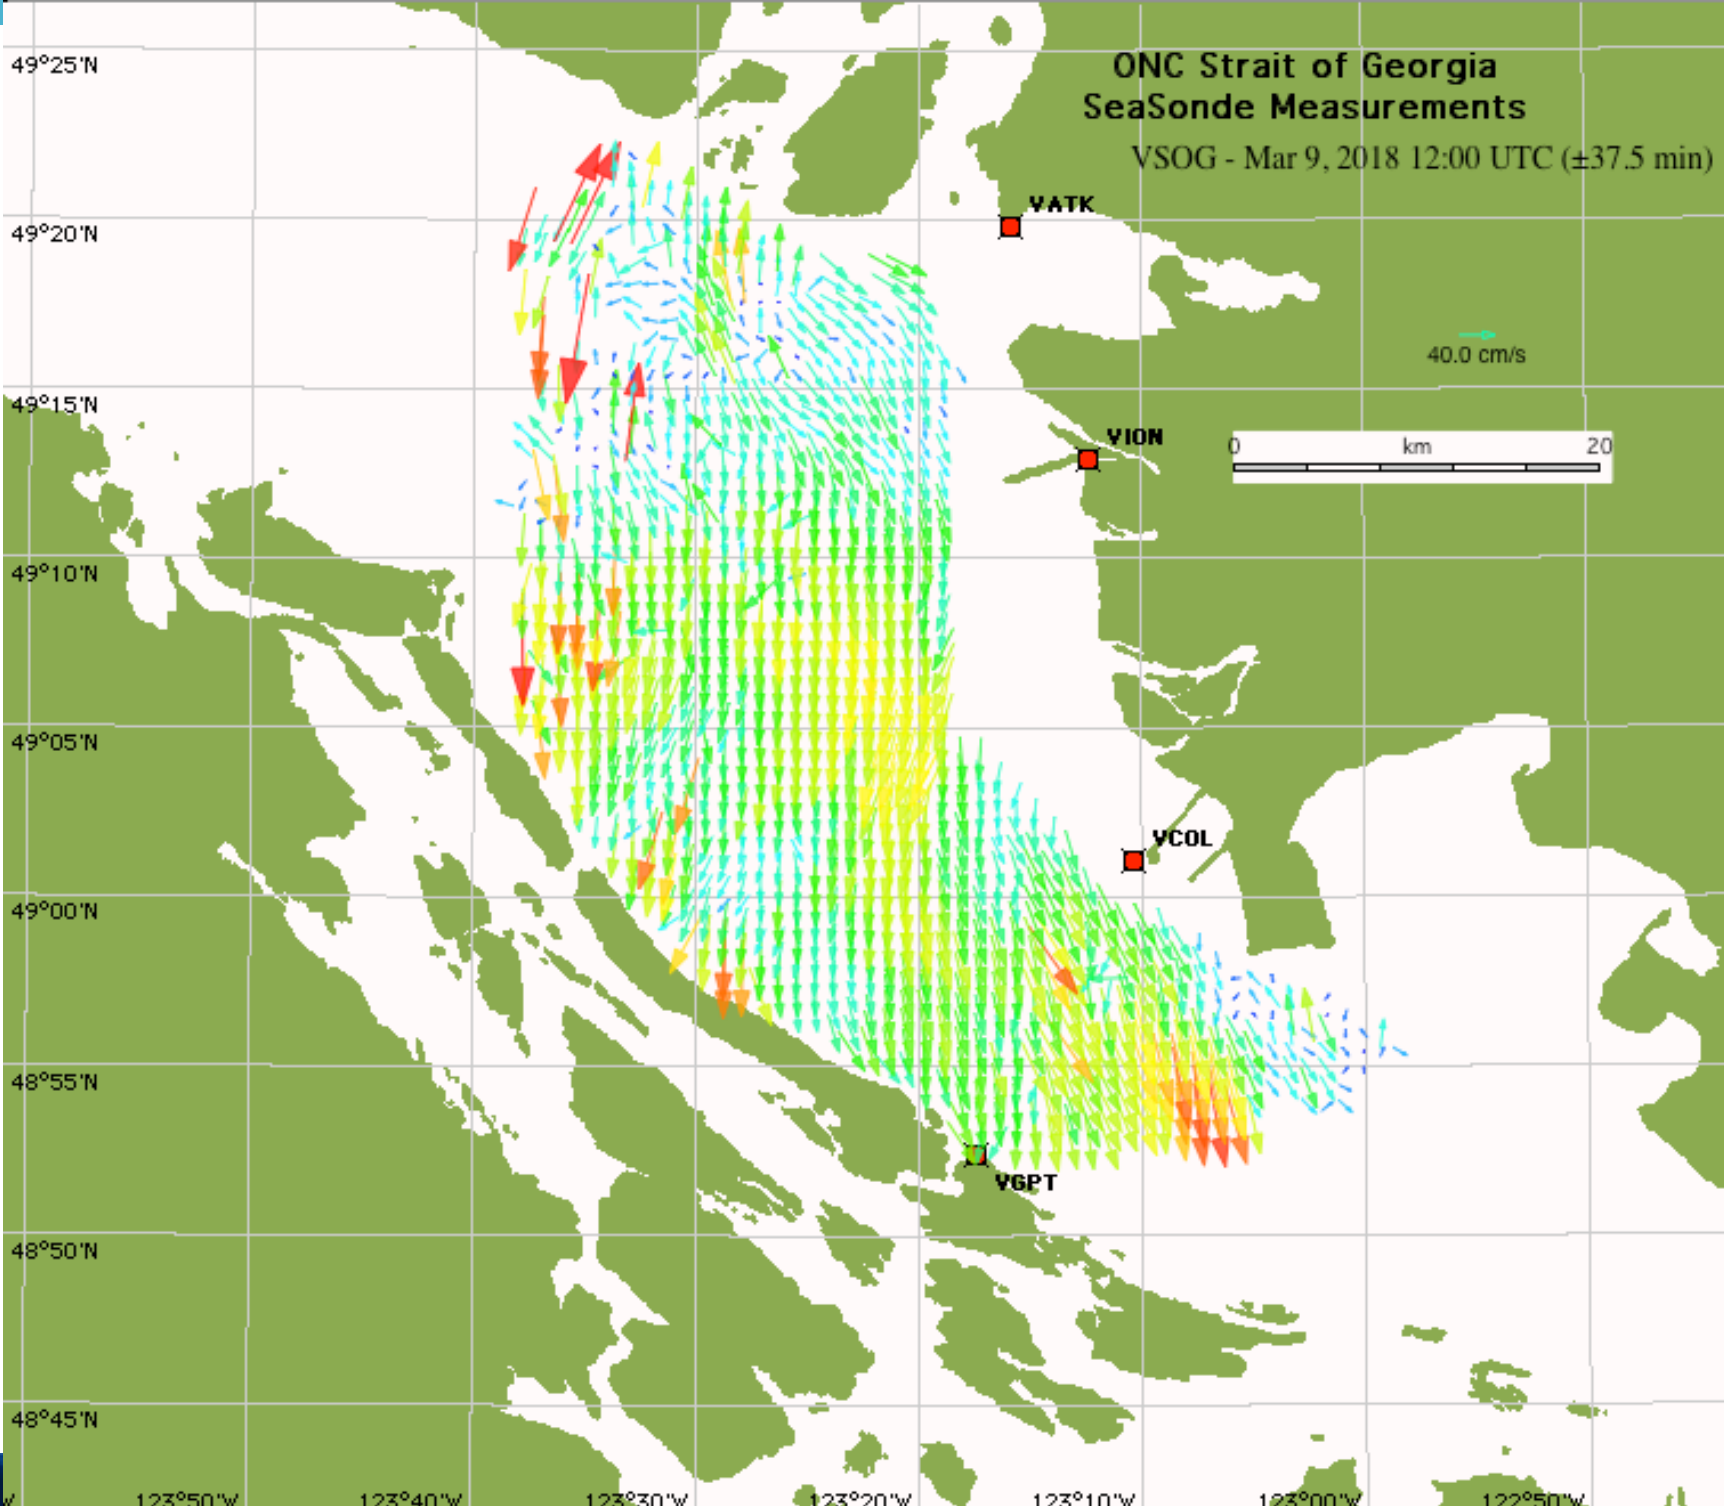 ONC Strait of Georgia
SeaSonde Measurements
VSOG - Mar 9, 2018 12:00 UTC (±37.5 min)
49°25'N
VATK
49°20'N
40.0 cm/s
49°15'N
VION
0 km 20
49°10'N
49°05'N
VCOL
49°00'N
48°55'N
VGPT
48°50'N
48°45'N
123°50'W 123°40'W 123°30'W 123°20'W 123°10'W 123°00'W 122°50'W